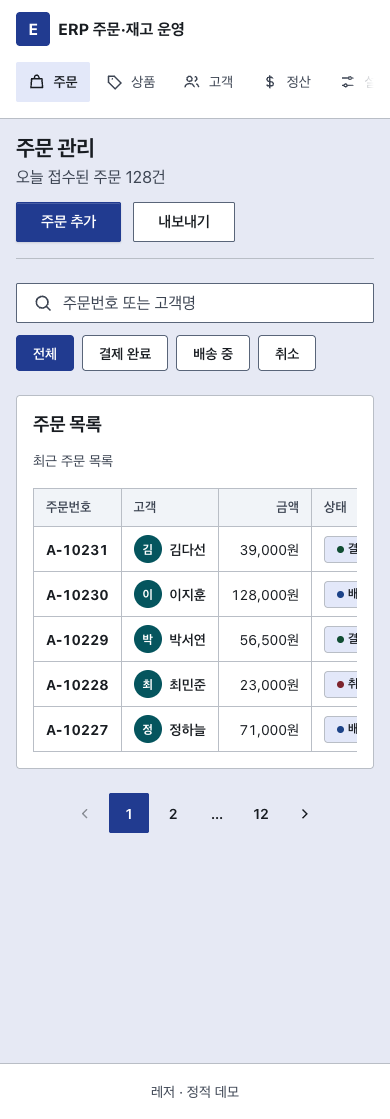 E ERP 주문·재고 운영
주문 상품 고객 $ 정산
주문 관리
오늘 접수된 주문 128건
주문 추가 내보내기
주문번호 또는 고객명
전체 결제 완료 배송 중 취소
주문 목록
최근 주문 목록
주문번호 고객 금액 상태
A-10231 김 김다선 39,000원 결
A-10230 이 이지훈 128,000원 배
A-10229 박 박서연 56,500원 결
A-10228 최 최민준 23,000원 취
A-10227 정 정하늘 71,000원 배
‹ 1 2 ... 12 ›
레저 · 정적 데모